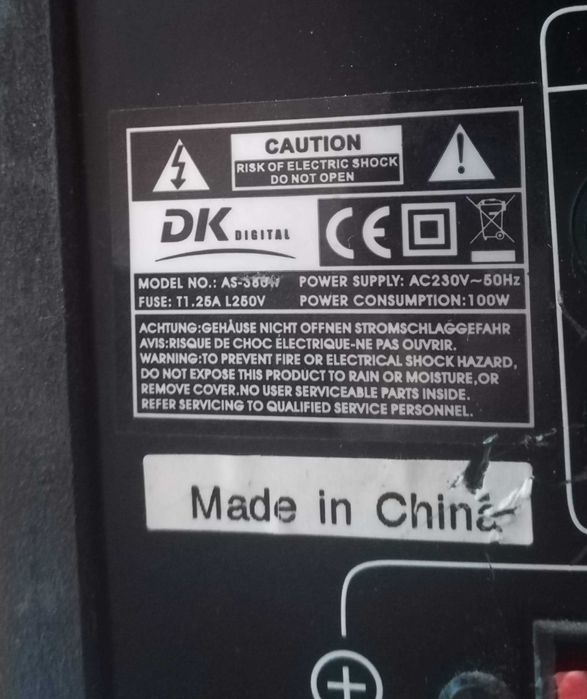 CAUTION
RISK OF ELECTRIC SHOCK
DO NOT OPEN
DK DIGITAL
CE
MODEL NO.: POWER SUPPLY: AC230V~50Hz
FUSE: T1.25A L250V POWER CONSUMPTION:100W
ACHTUNG:GEHÄUSE NICHT OFFNEN STROMSCHLAGGEFAHR
AVIS:RISQUE DE CHOC ÉLECTRIQUE-NE PAS OUVRIR.
WARNING:TO PREVENT FIRE OR ELECTRICAL SHOCK HAZARD,
DO NOT EXPOSE THIS PRODUCT TO RAIN OR MOISTURE,OR
REMOVE COVER.NO USER SERVICEABLE PARTS INSIDE.
REFER SERVICING TO QUALIFIED SERVICE PERSONNEL.
Made in China